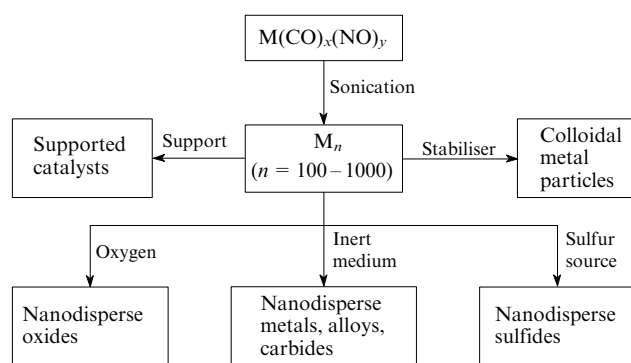 M(CO)x(NO)y
Sonication
Supported
catalysts
Support
Mn
(n = 100 – 1000)
Stabiliser
Colloidal
metal
particles
Oxygen
Inert
medium
Sulfur
source
Nanodisperse
oxides
Nanodisperse
metals, alloys,
carbides
Nanodisperse
sulfides